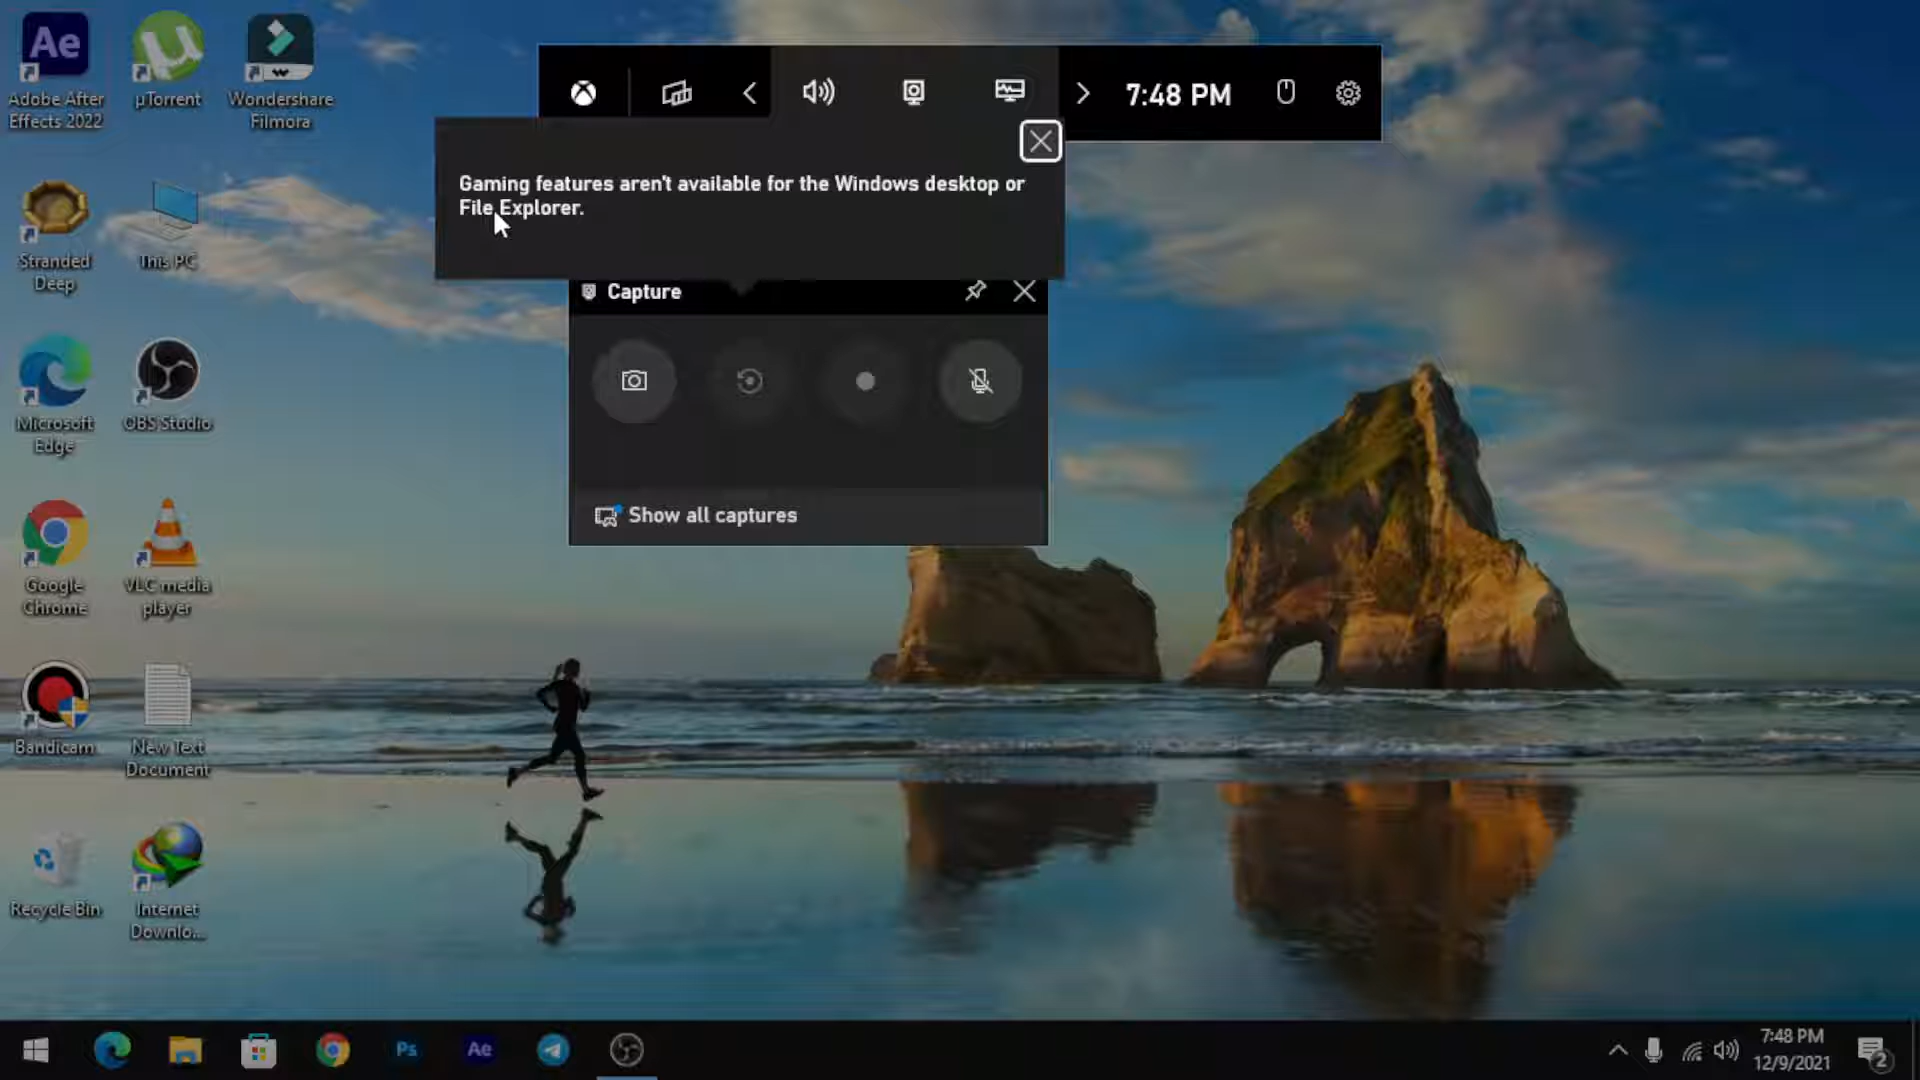 7:48 PM
Gaming features aren't available for the Windows desktop or
File Explorer.
Capture
Show all captures
Ae
Adobe After
Effects 2022
µTorrent
Wondershare
Filmora
Stranded
Deep
This PC
Microsoft
Edge
OBS Studio
Google
Chrome
VLC media
player
Bandicam
New Text
Document
Recycle Bin
Internet
Downlo...
Ps
Ae
7:48 PM
12/9/2021
2